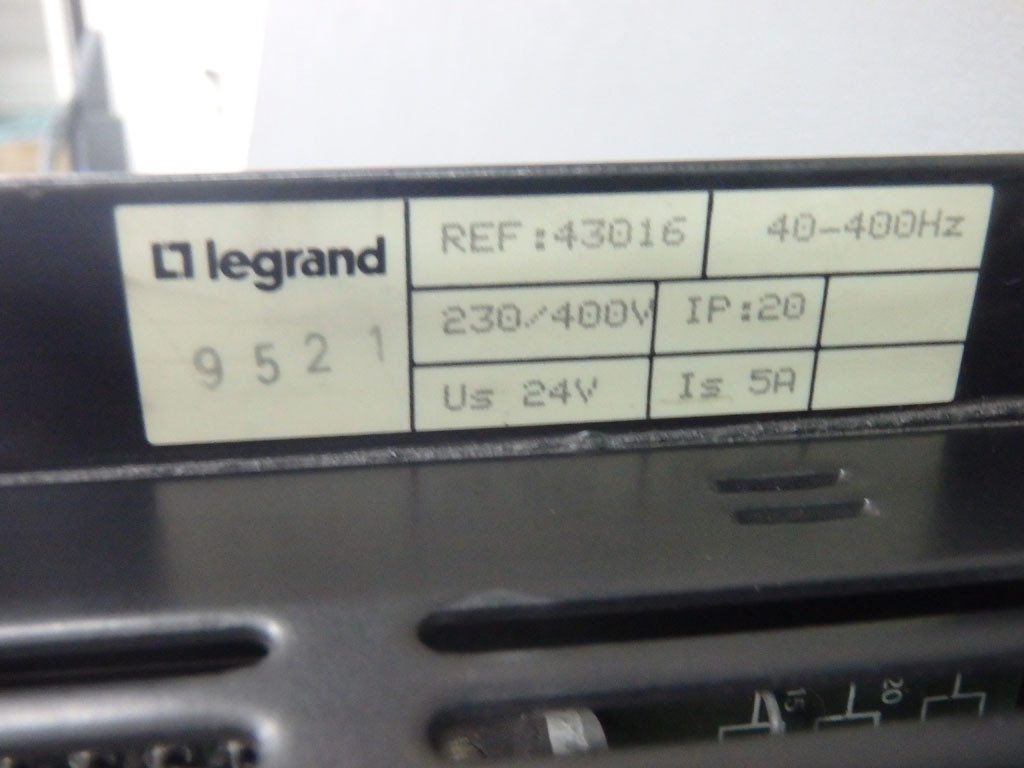 legrand
9521
REF:43016
40-400Hz
230/400V
IP:20
Us 24V
Is 5A
15
20